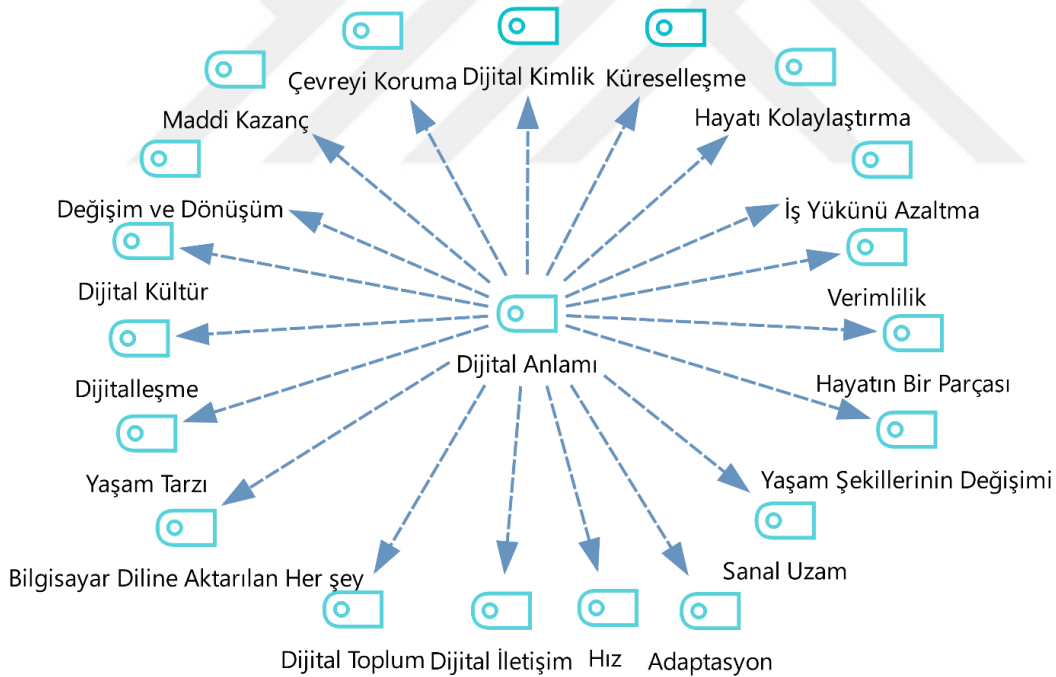 Çevreyi Koruma
Dijital Kimlik
Küreselleşme
Maddi Kazanç
Hayatı Kolaylaştırma
Değişim ve Dönüşüm
İş Yükünü Azaltma
Dijital Kültür
Verimlilik
Dijital Anlamı
Dijitalleşme
Hayatın Bir Parçası
Yaşam Tarzı
Yaşam Şekillerinin Değişimi
Bilgisayar Diline Aktarılan Her şey
Sanal Uzam
Dijital Toplum
Dijital İletişim
Hız
Adaptasyon